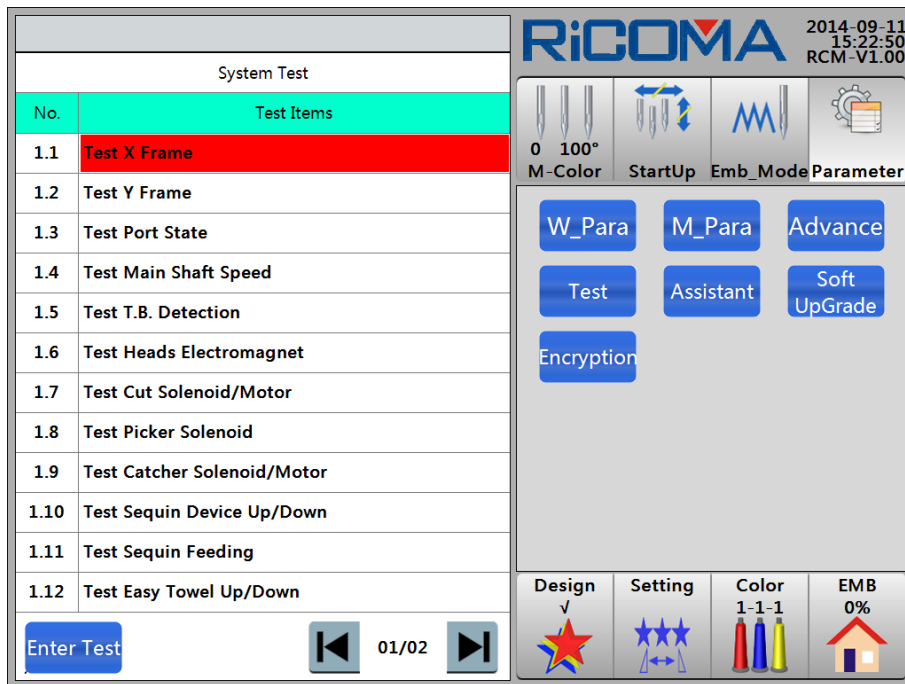 System Test
No. Test Items
1.1 Test X Frame
1.2 Test Y Frame
1.3 Test Port State
1.4 Test Main Shaft Speed
1.5 Test T.B. Detection
1.6 Test Heads Electromagnet
1.7 Test Cut Solenoid/Motor
1.8 Test Picker Solenoid
1.9 Test Catcher Solenoid/Motor
1.10 Test Sequin Device Up/Down
1.11 Test Sequin Feeding
1.12 Test Easy Towel Up/Down
Enter Test 01/02
RiCOMA
2014-09-11
15:22:50
RCM-V1.00
0 100°
M-Color StartUp Emb_Mode Parameter
W_Para M_Para Advance
Test Assistant Soft
UpGrade
Encryption
Design Setting Color EMB
√ 1-1-1 0%